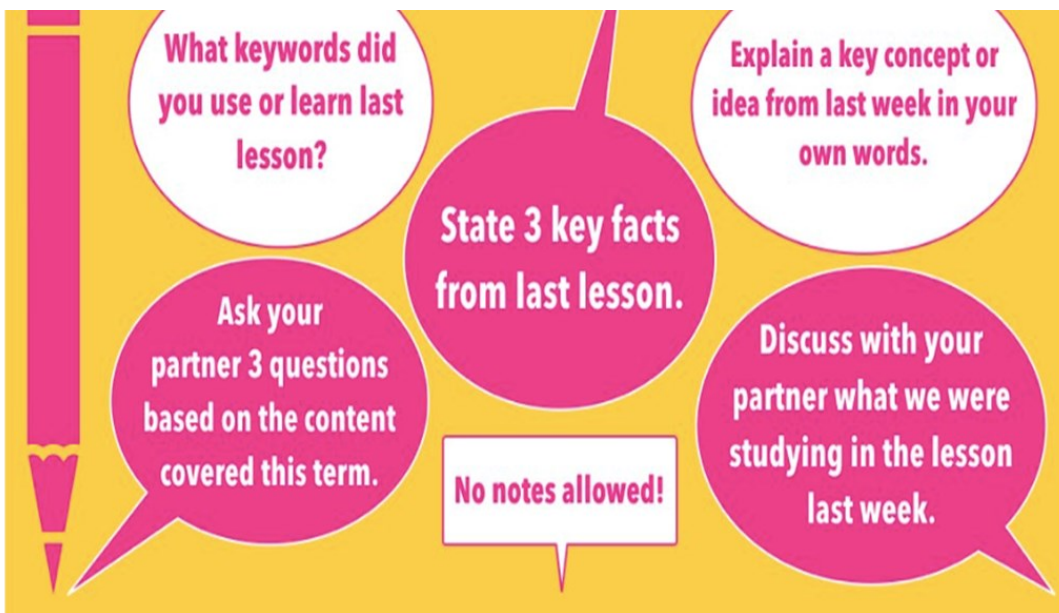 What keywords did
you use or learn last
lesson?
Explain a key concept or
idea from last week in your
own words.
State 3 key facts
from last lesson.
Ask your
partner 3 questions
based on the content
covered this term.
No notes allowed!
Discuss with your
partner what we were
studying in the lesson
last week.